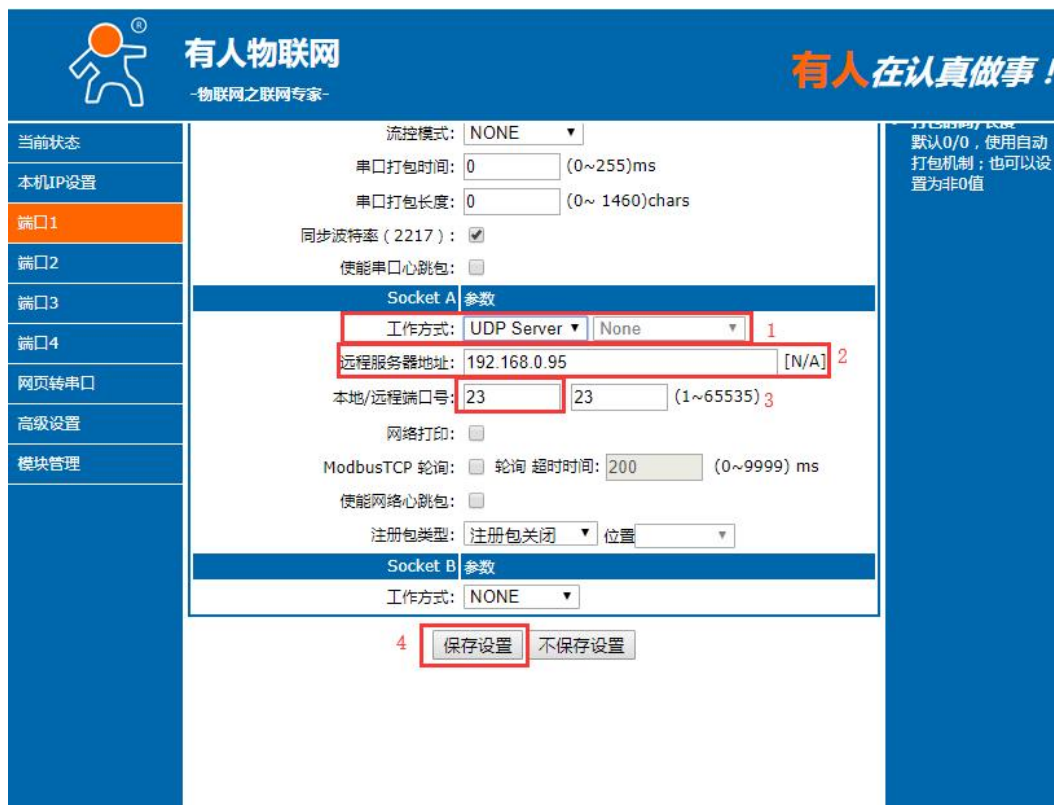 ®
有人物联网
-物联网之联网专家-
有人在认真做事!
当前状态
本机IP设置
端口1
端口2
端口3
端口4
网页转串口
高级设置
模块管理
流控模式: NONE
串口打包时间: 0 (0~255)ms
串口打包长度: 0 (0~ 1460)chars
同步波特率(2217):
使能串口心跳包:
Socket A 参数
工作方式: UDP Server None 1
远程服务器地址: 192.168.0.95 [N/A] 2
本地/远程端口号: 23 23 (1~65535) 3
网络打印:
ModbusTCP 轮询: 轮询 超时时间: 200 (0~9999) ms
使能网络心跳包:
注册包类型: 注册包关闭 位置
Socket B 参数
工作方式: NONE
4 保存设置 不保存设置
打包时间/长度
默认0/0,使用自动
打包机制;也可以设
置为非0值